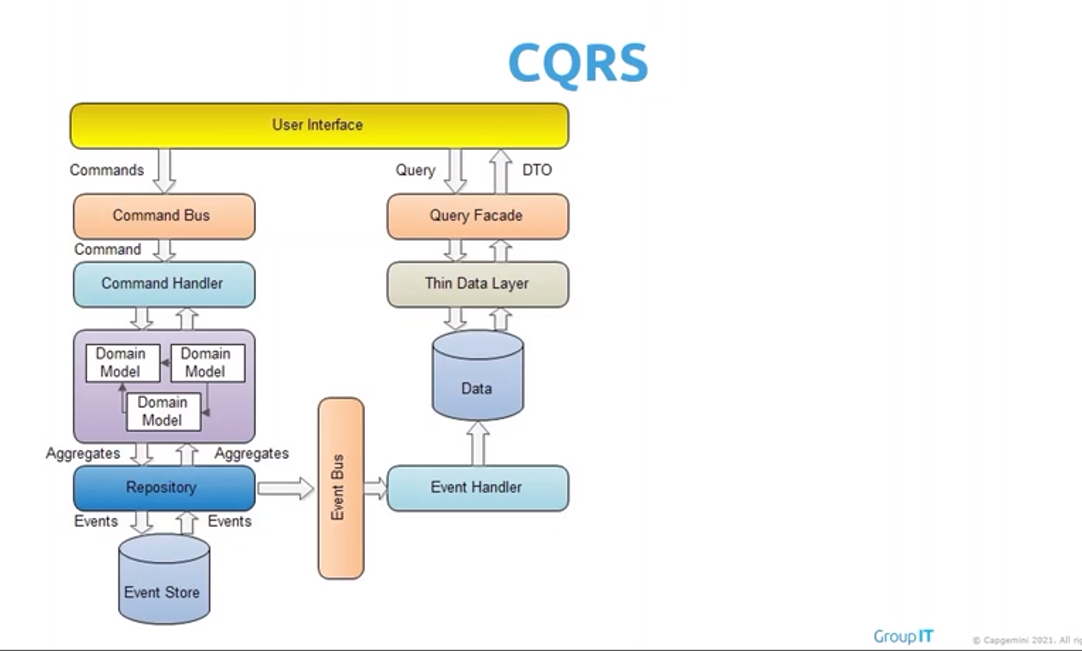 CQRS
User Interface
Commands
Query
DTO
Command Bus
Query Facade
Command
Command Handler
Thin Data Layer
Domain
Model
Domain
Model
Domain
Model
Data
Aggregates
Aggregates
Repository
Event Bus
Event Handler
Events
Events
Event Store
GroupIT
© Capgemini 2021. All